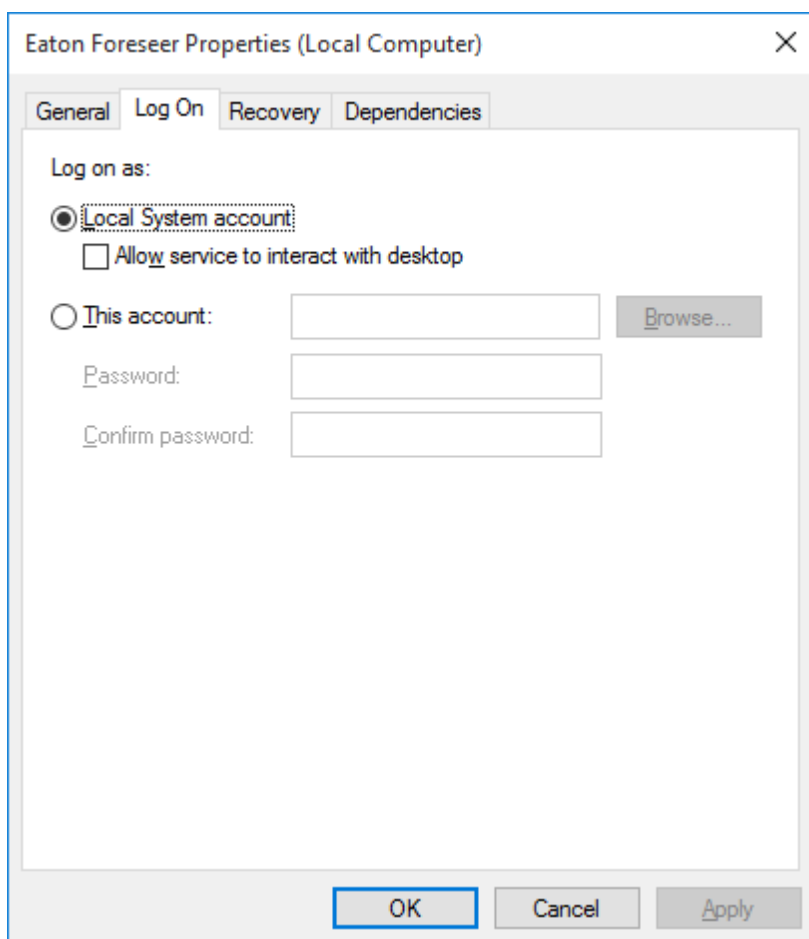 Eaton Foreseer Properties (Local Computer)
General Log On Recovery Dependencies
Log on as:
Local System account
Allow service to interact with desktop
This account: Browse...
Password:
Confirm password:
OK Cancel Apply